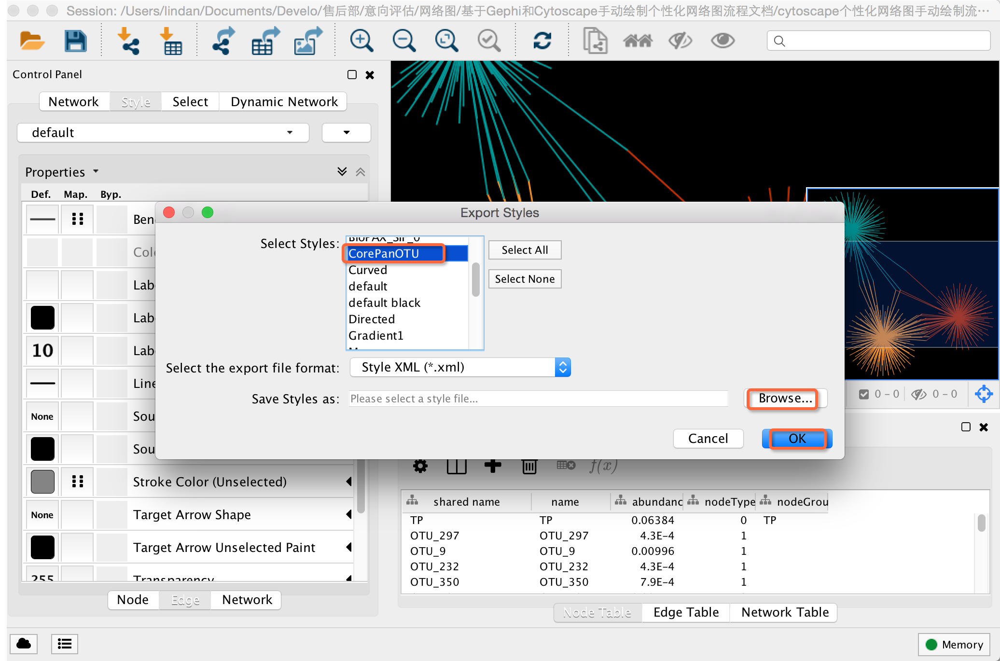 Session: /Users/lindan/Documents/Develo/售后部/意向评估/网络图/基于Gephi和Cytoscape手动绘制个性化网络图流程文档/cytoscape个性化网络图手动绘制流…
Control Panel
Network Style Select Dynamic Network
default
Properties
Def. Map. Byp.
Ben
Col
Lab
Lab
10 Lab
Line
None Sou
Sou
Stroke Color (Unselected)
None Target Arrow Shape
Target Arrow Unselected Paint
255 Transparency
Node Edge Network
Export Styles
Select Styles:
BioPAX_SIF_0
CorePanOTU
Curved
default
default black
Directed
Gradient1
Select All
Select None
Select the export file format: Style XML (*.xml)
Save Styles as: Please select a style file... Browse...
Cancel OK
0 – 0 0 – 0
f(x)
shared name name abundanc nodeType nodeGrou
TP TP 0.06384 0 TP
OTU_297 OTU_297 4.3E-4 1
OTU_9 OTU_9 0.00996 1
OTU_232 OTU_232 4.3E-4 1
OTU_350 OTU_350 7.9E-4 1
Node Table Edge Table Network Table
Memory